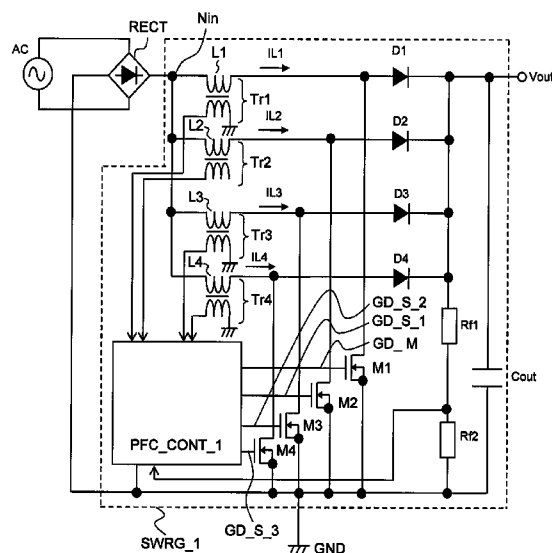 RECT
AC
Nin
L1
IL1
D1
Vout
Tr1
L2
IL2
D2
Tr2
L3
IL3
D3
Tr3
L4
IL4
D4
Tr4
GD_S_2
GD_S_1
GD_M
Rf1
M1
Cout
M2
M3
Rf2
PFC_CONT_1
M4
SWRG_1
GD_S_3
GND